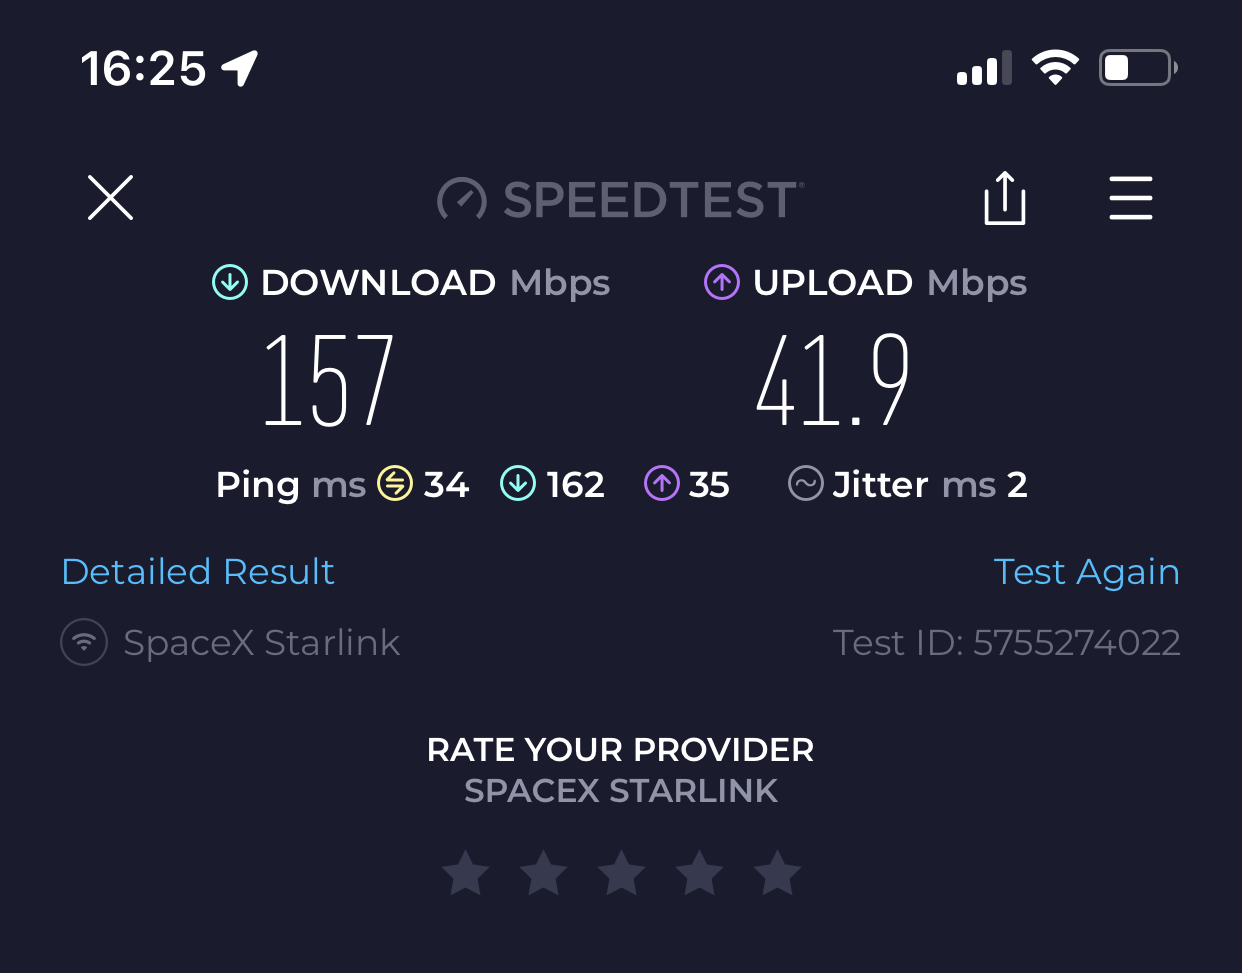 16:25
SPEEDTEST®
DOWNLOAD Mbps UPLOAD Mbps
157 41.9
Ping ms 34 162 35 Jitter ms 2
Detailed Result Test Again
SpaceX Starlink Test ID: 5755274022
RATE YOUR PROVIDER
SPACEX STARLINK